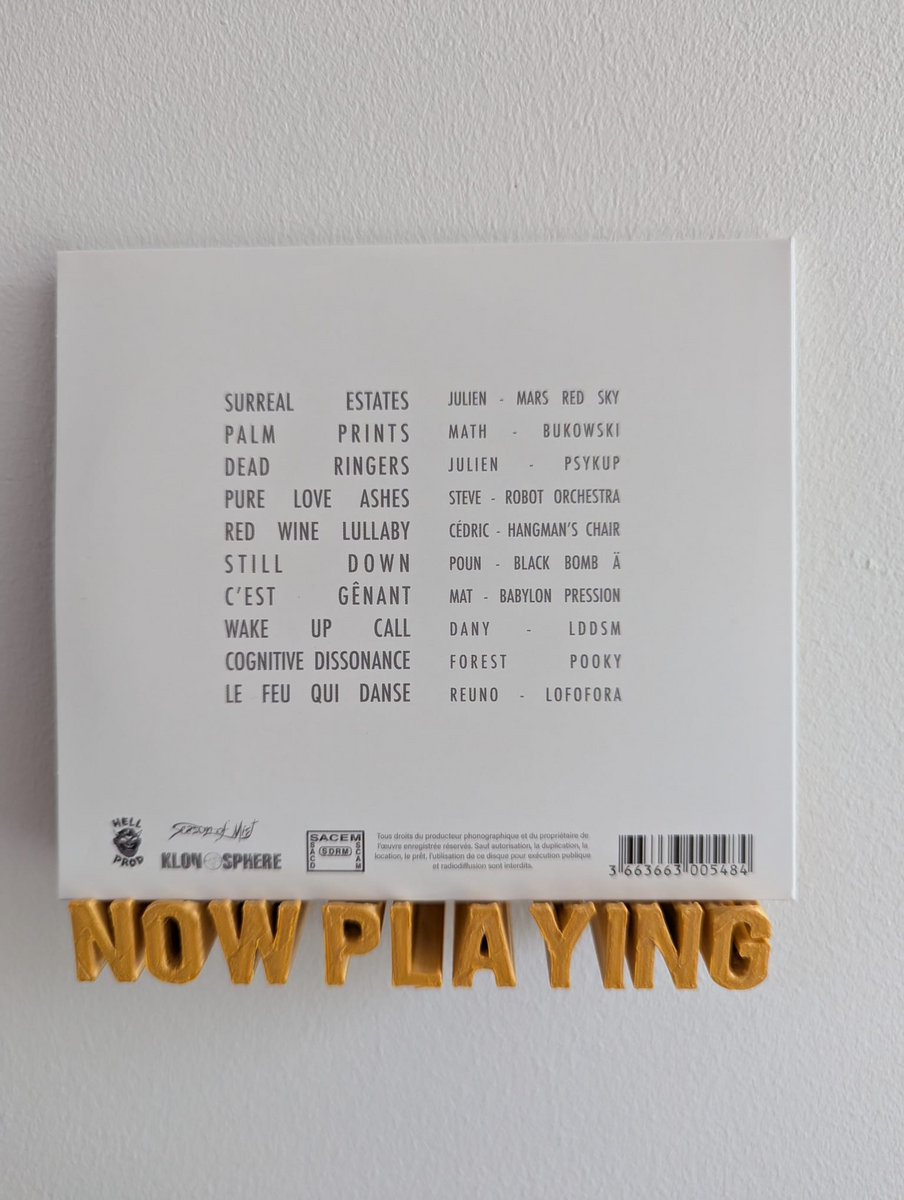 SURREAL ESTATES JULIEN - MARS RED SKY
PALM PRINTS MATH - BUKOWSKI
DEAD RINGERS JULIEN - PSYKUP
PURE LOVE ASHES STEVE - ROBOT ORCHESTRA
RED WINE LULLABY CÉDRIC - HANGMAN'S CHAIR
STILL DOWN POUN - BLACK BOMB Ä
C'EST GÊNANT MAT - BABYLON PRESSION
WAKE UP CALL DANY - LDDSM
COGNITIVE DISSONANCE FOREST POOKY
LE FEU QUI DANSE REUNO - LOFOFORA
HELL
PROD
Season of Mist
KLONOSPHERE
SACEM
SACD
SDRM
SCAM
Tous droits du producteur phonographique et du propriétaire de
l'œuvre enregistrée réservés. Sauf autorisation, la duplication, la
location, le prêt, l'utilisation de ce disque pour exécution publique
et radiodiffusion sont interdits.
3 663663 005484
NOW PLAYING